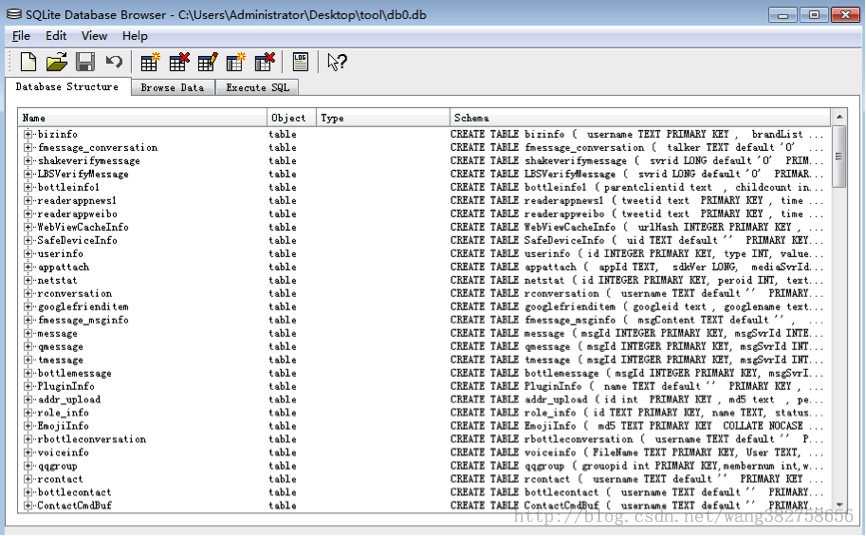 SQLite Database Browser - C:\Users\Administrator\Desktop\tool\db0.db
File Edit View Help
LOG
Database Structure Browse Data Execute SQL
Name Object Type Schema
bizinfo table CREATE TABLE bizinfo ( username TEXT PRIMARY KEY , brandList ...
fmessage_conversation table CREATE TABLE fmessage_conversation ( talker TEXT default '0' ...
shakeverifymessage table CREATE TABLE shakeverifymessage ( svrid LONG default '0' PRIM...
LBSVerifyMessage table CREATE TABLE LBSVerifyMessage ( svrid LONG default '0' PRIMAR...
bottleinfo1 table CREATE TABLE bottleinfo1 ( parentclientid text , childcount in...
readerappnews1 table CREATE TABLE readerappnews1 ( tweetid text PRIMARY KEY , time ...
readerappweibo table CREATE TABLE readerappweibo ( tweetid text PRIMARY KEY , time ...
WebViewCacheInfo table CREATE TABLE WebViewCacheInfo ( urlHash INTEGER PRIMARY KEY , ...
SafeDeviceInfo table CREATE TABLE SafeDeviceInfo ( uid TEXT default '' PRIMARY KEY...
userinfo table CREATE TABLE userinfo ( id INTEGER PRIMARY KEY, type INT, value...
appattach table CREATE TABLE appattach ( appId TEXT, sdkVer LONG, mediaSvrId...
netstat table CREATE TABLE netstat ( id INTEGER PRIMARY KEY, peroid INT, text...
rconversation table CREATE TABLE rconversation ( username TEXT default '' PRIMARY...
googlefrienditem table CREATE TABLE googlefrienditem ( googleid text , googlename text...
fmessage_msginfo table CREATE TABLE fmessage_msginfo ( msgContent TEXT default '' , ...
message table CREATE TABLE message ( msgId INTEGER PRIMARY KEY, msgSvrId INTE...
qmessage table CREATE TABLE qmessage ( msgId INTEGER PRIMARY KEY, msgSvrId INT...
tmessage table CREATE TABLE tmessage ( msgId INTEGER PRIMARY KEY, msgSvrId INT...
bottlemessage table CREATE TABLE bottlemessage ( msgId INTEGER PRIMARY KEY, msgSvrI...
PluginInfo table CREATE TABLE PluginInfo ( name TEXT default '' PRIMARY KEY , ...
addr_upload table CREATE TABLE addr_upload ( id int PRIMARY KEY , md5 text , pe...
role_info table CREATE TABLE role_info ( id TEXT PRIMARY KEY, name TEXT, status...
EmojiInfo table CREATE TABLE EmojiInfo ( md5 TEXT PRIMARY KEY COLLATE NOCASE ...
rbottleconversation table CREATE TABLE rbottleconversation ( username TEXT default '' P...
voiceinfo table CREATE TABLE voiceinfo ( FileName TEXT PRIMARY KEY, User TEXT, ...
qqgroup table CREATE TABLE qqgroup ( grouopid int PRIMARY KEY,membernum int,w...
rcontact table CREATE TABLE rcontact ( username TEXT default '' PRIMARY KEY ...
bottlecontact table CREATE TABLE bottlecontact ( username TEXT default '' PRIMARY...
ContactCmdBuf table CREATE TABLE ContactCmdBuf ( username TEXT default '' PRIMARY...
http://blog.csdn.net/wang382758656